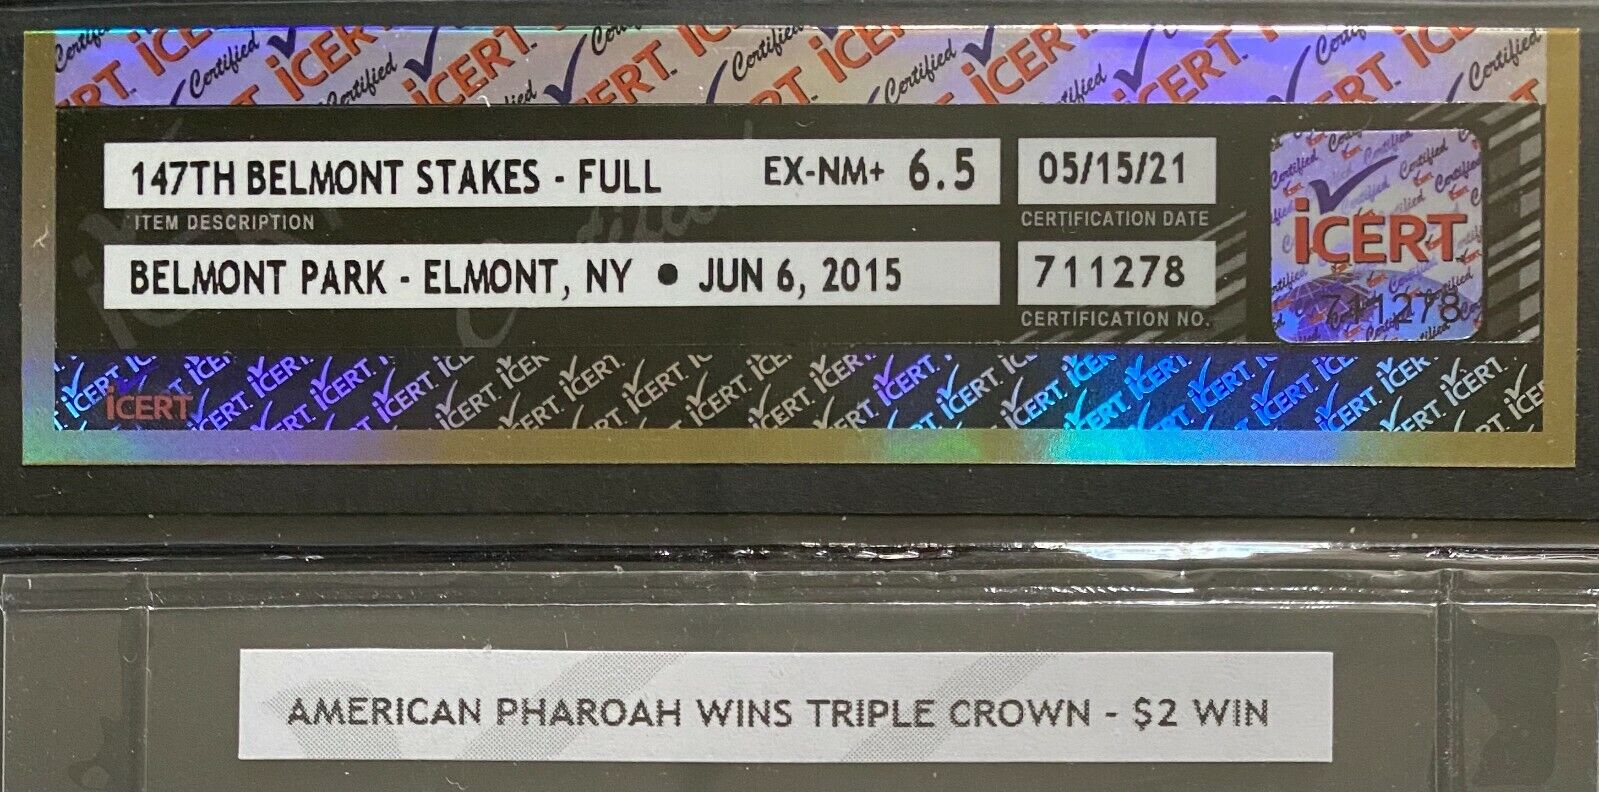 147TH BELMONT STAKES - FULL EX-NM+ 6.5 05/15/21
ITEM DESCRIPTION CERTIFICATION DATE
iCERT
BELMONT PARK - ELMONT, NY • JUN 6, 2015 711278
711278
CERTIFICATION NO.
iCERT
AMERICAN PHAROAH WINS TRIPLE CROWN - $2 WIN